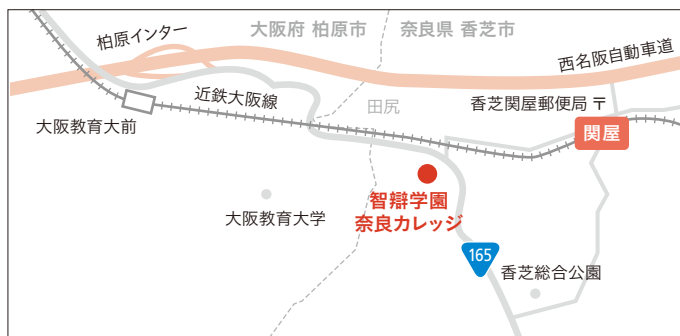 大阪府 柏原市
奈良県 香芝市
柏原インター
西名阪自動車道
近鉄大阪線
田尻
香芝関屋郵便局 〒
大阪教育大前
関屋
智辯学園
奈良カレッジ
大阪教育大学
165
香芝総合公園